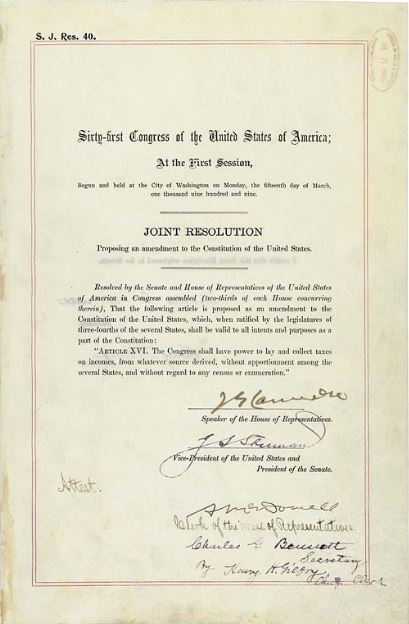 S. J. Res. 40.
Sixty-first Congress of the United States of America;
At the First Session,
Begun and held at the City of Washington on Monday, the fifteenth day of March,
one thousand nine hundred and nine.
JOINT RESOLUTION
Proposing an amendment to the Constitution of the United States.
Resolved by the Senate and House of Representatives of the United States
of America in Congress assembled (two-thirds of each House concurring
therein), That the following article is proposed as an amendment to the
Constitution of the United States, which, when ratified by the legislatures of
three-fourths of the several States, shall be valid to all intents and purposes as a
part of the Constitution:
"ARTICLE XVI. The Congress shall have power to lay and collect taxes
on incomes, from whatever source derived, without apportionment among the
several States, and without regard to any census or enumeration."
J G Cannon
Speaker of the House of Representatives.
J S Sherman
Vice-President of the United States and
President of the Senate.
Attest:
A McDowell
Clerk of the House of Representatives.
Charles G. Bennett
Secretary
By Henry H. Gilfry
Chief Clerk